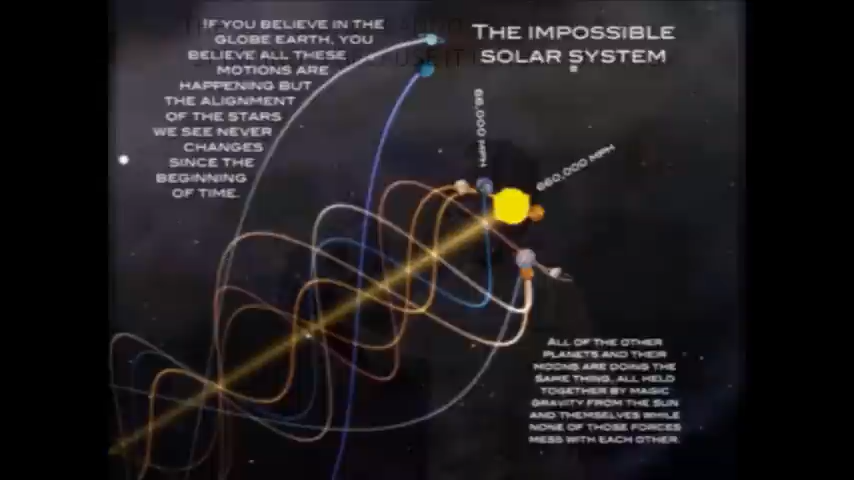 IF YOU BELIEVE IN THE
GLOBE EARTH, YOU
BELIEVE ALL THESE
MOTIONS ARE
HAPPENING BUT
THE ALIGNMENT
OF THE STARS
WE SEE NEVER
CHANGES
SINCE THE
BEGINNING
OF TIME.
THE IMPOSSIBLE
SOLAR SYSTEM
66,000 MPH
660,000 MPH
ALL OF THE OTHER
PLANETS AND THEIR
MOONS ARE DOING THE
SAME THING, ALL HELD
TOGETHER BY MAGIC
GRAVITY FROM THE SUN
AND THEMSELVES WHILE
NONE OF THOSE FORCES
MESS WITH EACH OTHER.